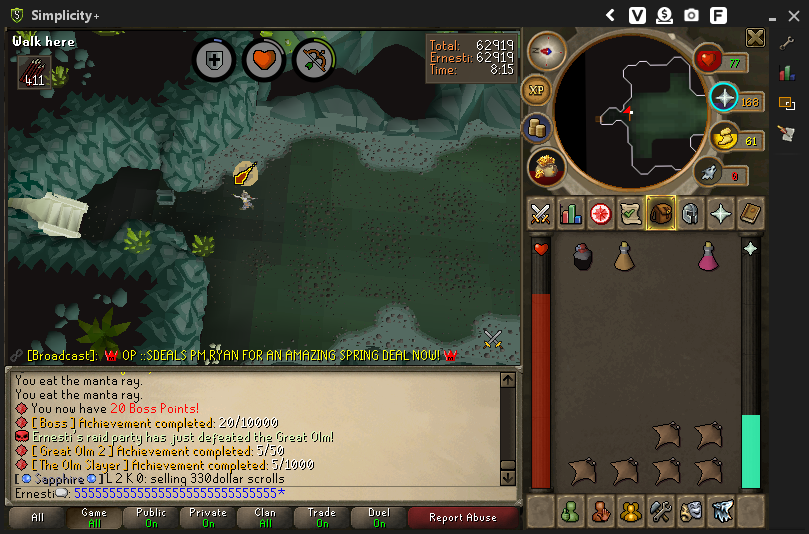 Simplicity+
Walk here
411
Total: 62919
Ernesti: 62919
Time: 8:15
XP
77
168
61
0
[Broadcast]: OP ::SDEALS PM RYAN FOR AN AMAZING SPRING DEAL NOW!
You eat the manta ray.
You eat the manta ray.
You now have 20 Boss Points!
[ Boss ] Achievement completed: 20/10000
Ernesti's raid party has just defeated the Great Olm!
[ Great Olm 2 ] Achievement completed: 5/50
[ The Olm Slayer ] Achievement completed: 5/1000
[ Sapphire ] L 2 K 0: selling 330dollar scrolls
Ernesti: 5555555555555555555555555555555*
All
Game
All
Public
On
Private
On
Clan
All
Trade
On
Duel
On
Report Abuse